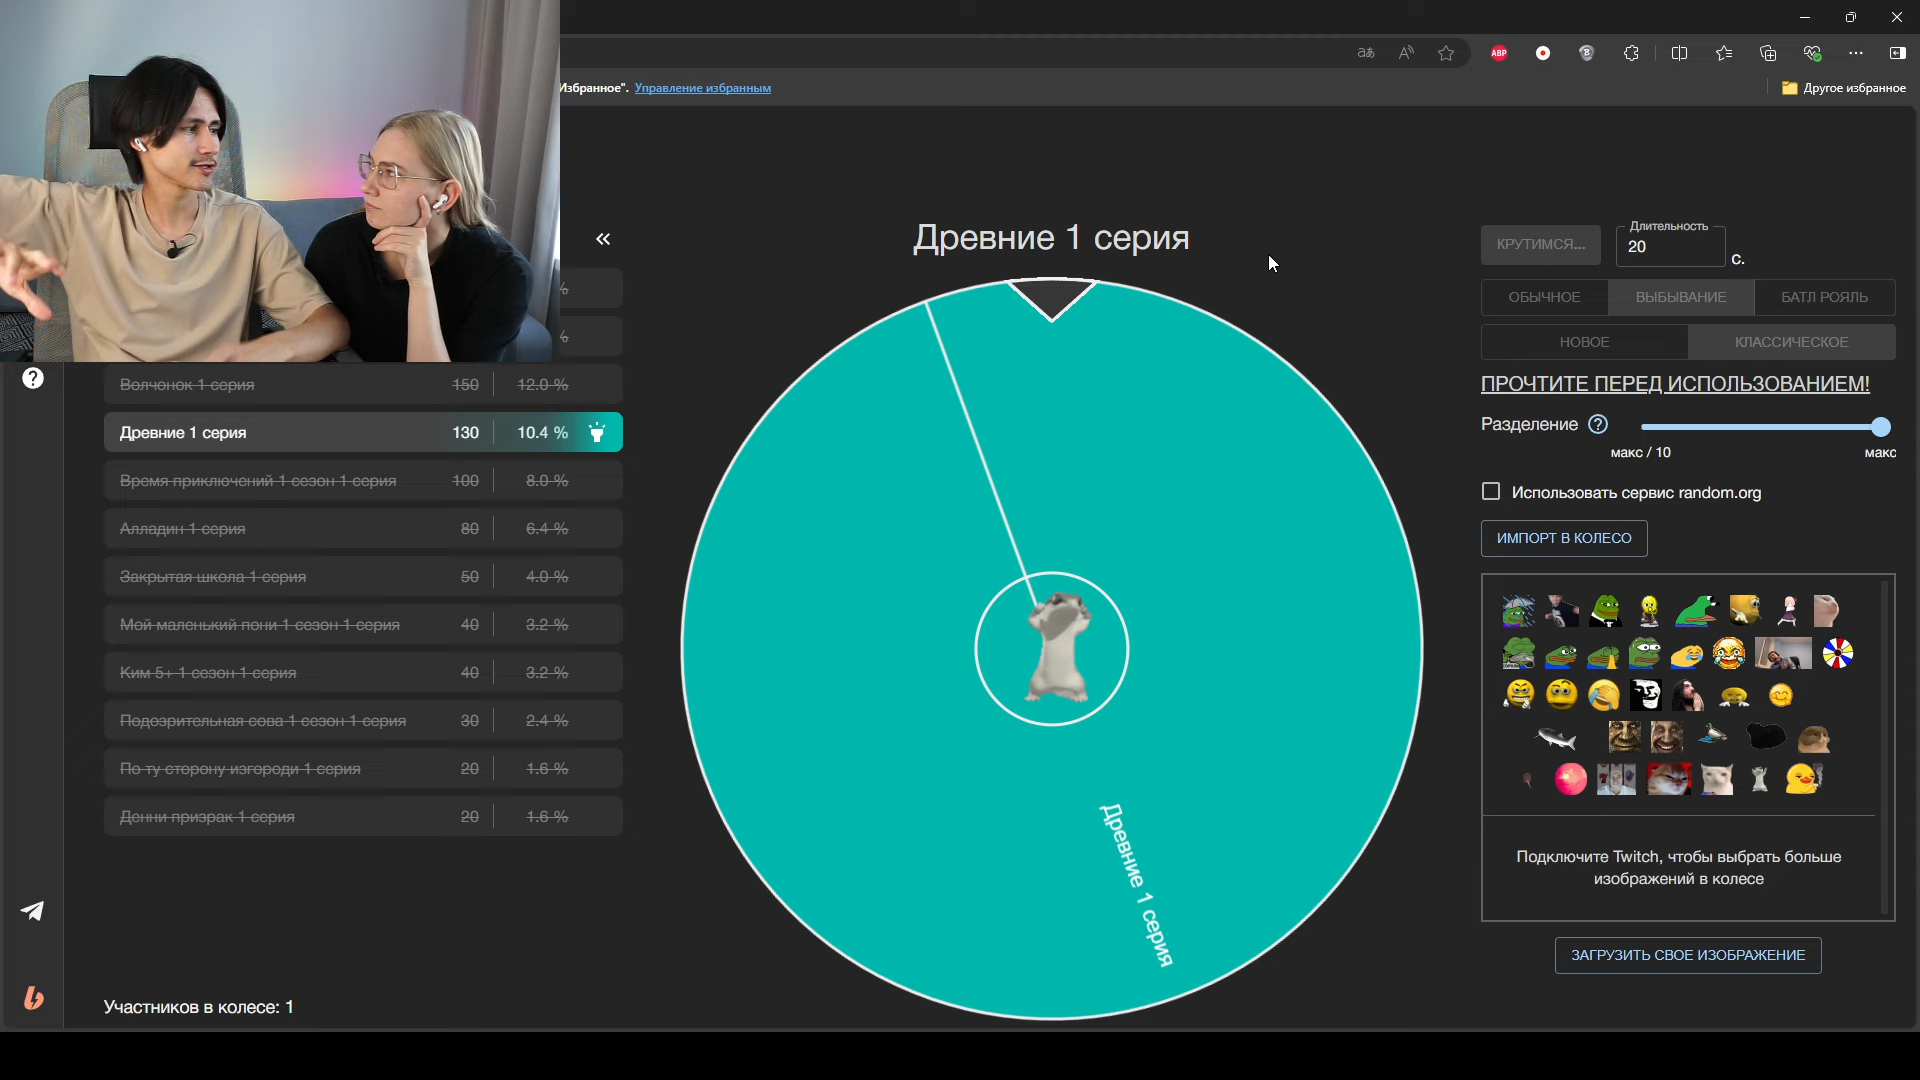 Избранное". Управление избранным
Другое избранное
ABP
Древние 1 серия
%
%
Волчонок 1 серия 150 12.0 %
Древние 1 серия 130 10.4 %
Время приключений 1 сезон 1 серия 100 8.0 %
Алладин 1 серия 80 6.4 %
Закрытая школа 1 серия 50 4.0 %
Мой маленький пони 1 сезон 1 серия 40 3.2 %
Ким 5+ 1 сезон 1 серия 40 3.2 %
Подозрительная сова 1 сезон 1 серия 30 2.4 %
По ту сторону изгороди 1 серия 20 1.6 %
Денни призрак 1 серия 20 1.6 %
Участников в колесе: 1
Древние 1 серия
КРУТИМСЯ...
Длительность
20
с.
ОБЫЧНОЕ ВЫБЫВАНИЕ БАТЛ РОЯЛЬ
НОВОЕ КЛАССИЧЕСКОЕ
ПРОЧТИТЕ ПЕРЕД ИСПОЛЬЗОВАНИЕМ!
Разделение
макс / 10 макс
Использовать сервис random.org
ИМПОРТ В КОЛЕСО
Подключите Twitch, чтобы выбрать больше
изображений в колесе
ЗАГРУЗИТЬ СВОЕ ИЗОБРАЖЕНИЕ